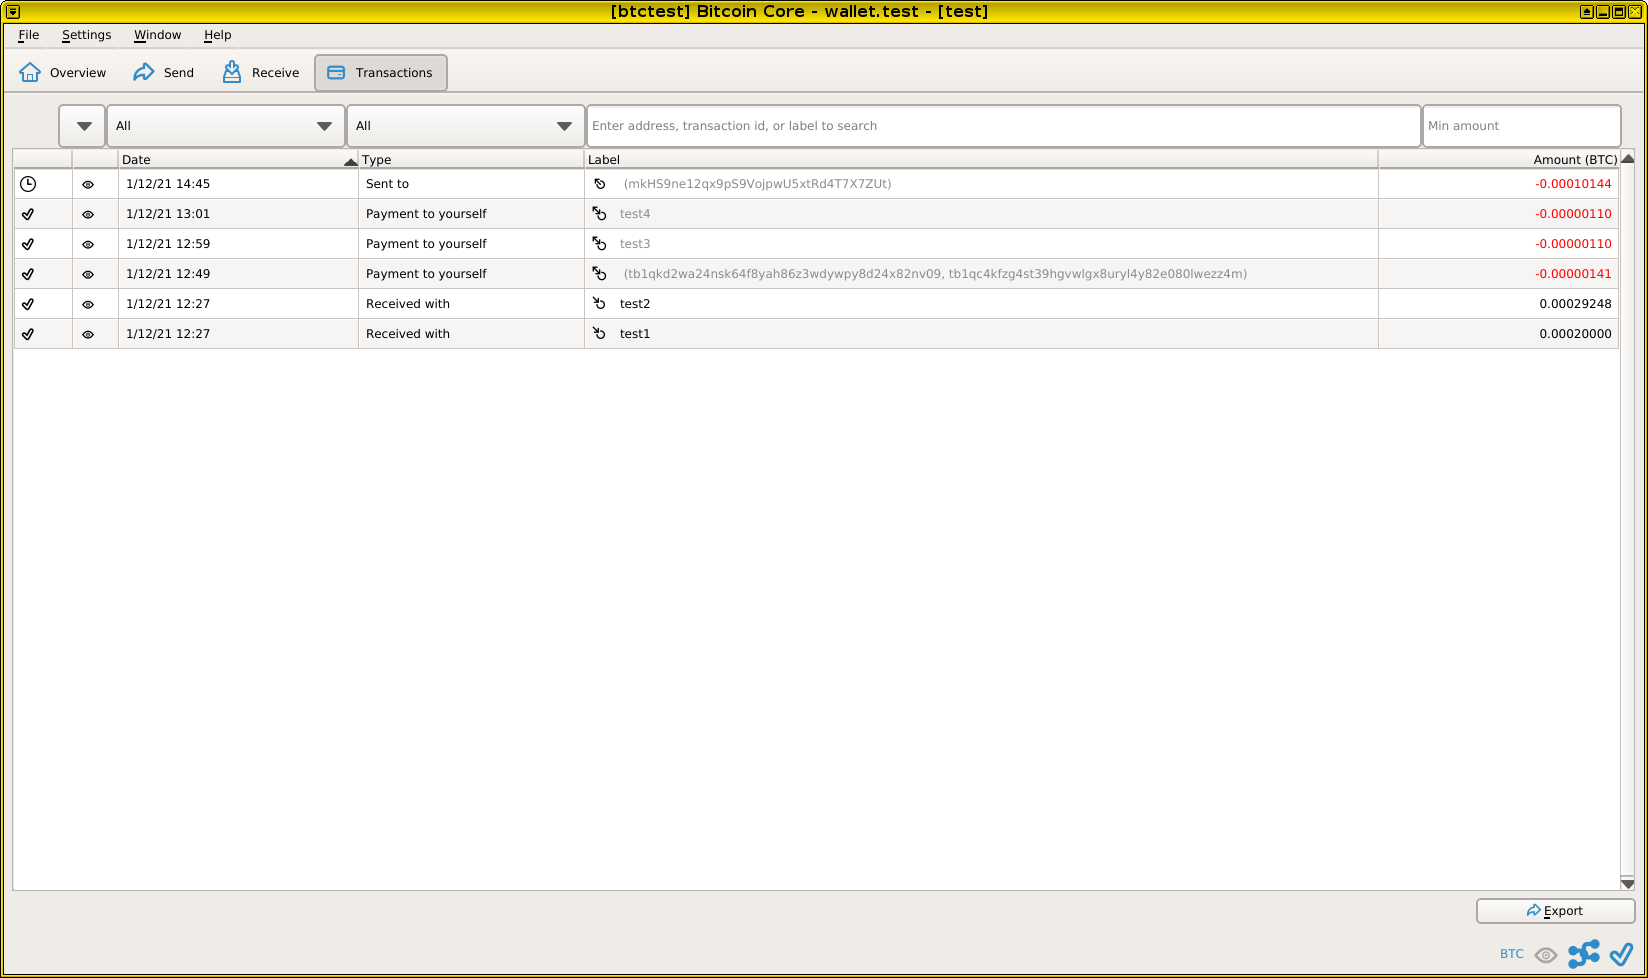 [btctest] Bitcoin Core - wallet.test - [test]
File Settings Window Help
Overview Send Receive Transactions
All All Enter address, transaction id, or label to search Min amount
Date Type Label Amount (BTC)
1/12/21 14:45 Sent to (mkHS9ne12qx9pS9VojpwU5xtRd4T7X7ZUt) -0.00010144
1/12/21 13:01 Payment to yourself test4 -0.00000110
1/12/21 12:59 Payment to yourself test3 -0.00000110
1/12/21 12:49 Payment to yourself (tb1qkd2wa24nsk64f8yah86z3wdywpy8d24x82nv09, tb1qc4kfzg4st39hgvwlgx8uryl4y82e080lwezz4m) -0.00000141
1/12/21 12:27 Received with test2 0.00029248
1/12/21 12:27 Received with test1 0.00020000
Export
BTC